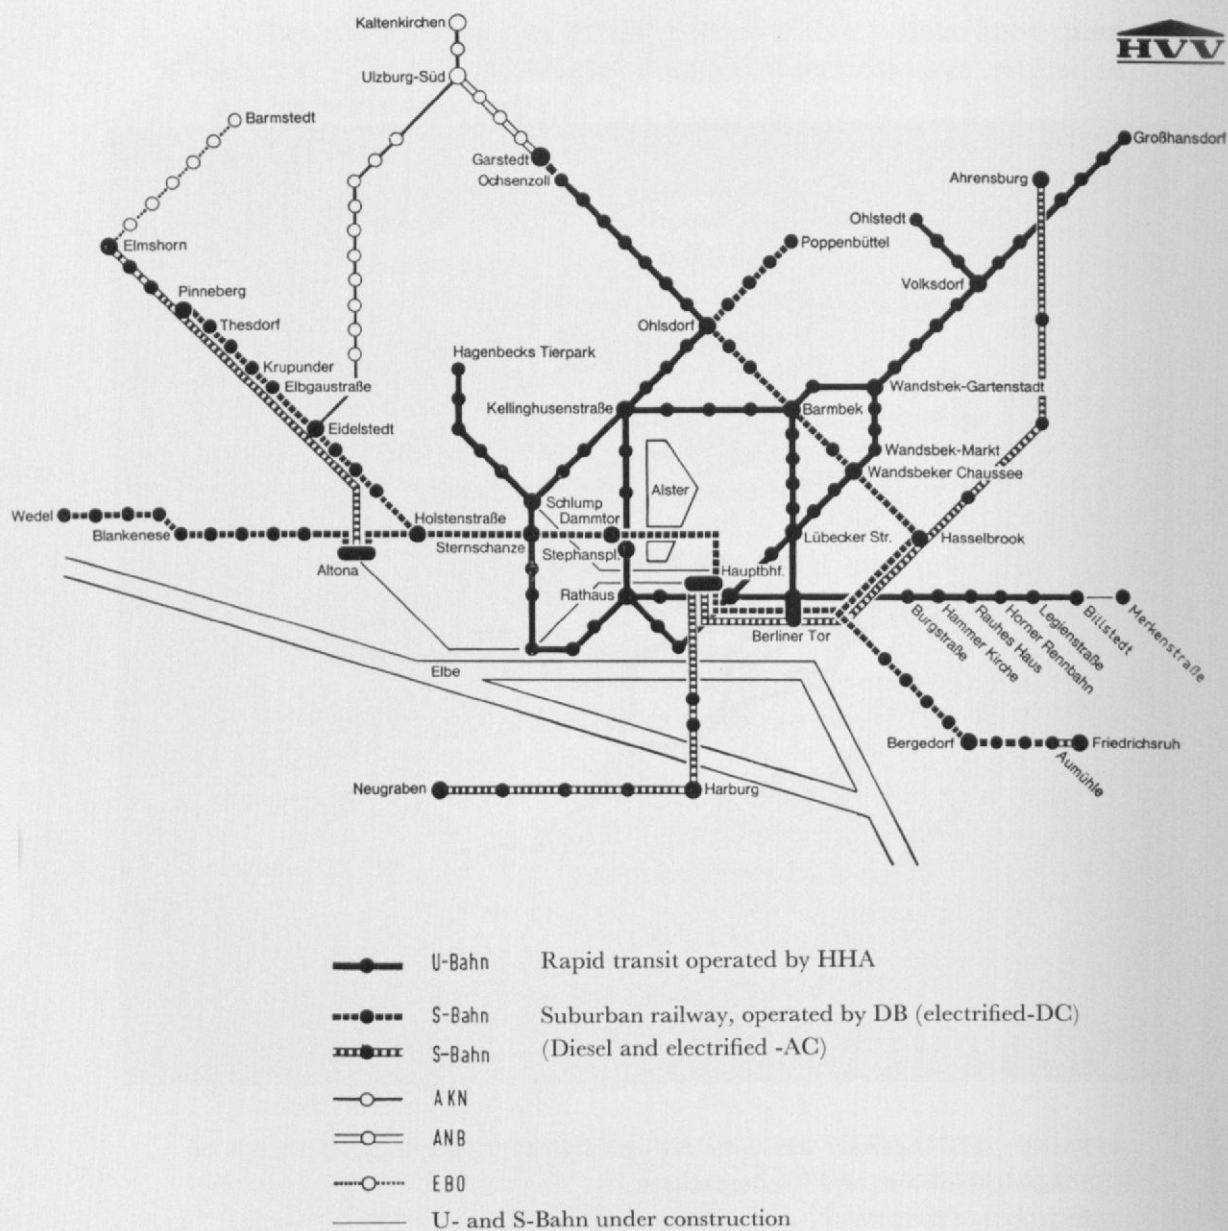 Kaltenkirchen
HVV
Ulzburg-Süd
Barmstedt
Großhansdorf
Garstedt
Ochsenzoll
Ahrensburg
Ohlstedt
Elmshorn
Poppenbüttel
Pinneberg
Volksdorf
Thesdorf
Ohlsdorf
Hagenbecks Tierpark
Krupunder
Elbgaustraße
Wandsbek-Gartenstadt
Kellinghusenstraße
Barmbek
Eidelstedt
Wandsbek-Markt
Wandsbeker Chaussee
Alster
Schlump
Wedel
Holstenstraße
Dammtor
Blankenese
Lübecker Str.
Hasselbrook
Sternschanze
Stephanspl.
Altona
Hauptbhf.
Rathaus
Berliner Tor
Burgstraße
Hammer Kirche
Rauhes Haus
Horner Rennbahn
Legienstraße
Billstedt
Merkenstraße
Elbe
Bergedorf
Friedrichsruh
Aumühle
Neugraben
Harburg
U-Bahn Rapid transit operated by HHA
S-Bahn Suburban railway, operated by DB (electrified-DC)
S-Bahn (Diesel and electrified -AC)
AKN
ANB
EBO
U- and S-Bahn under construction